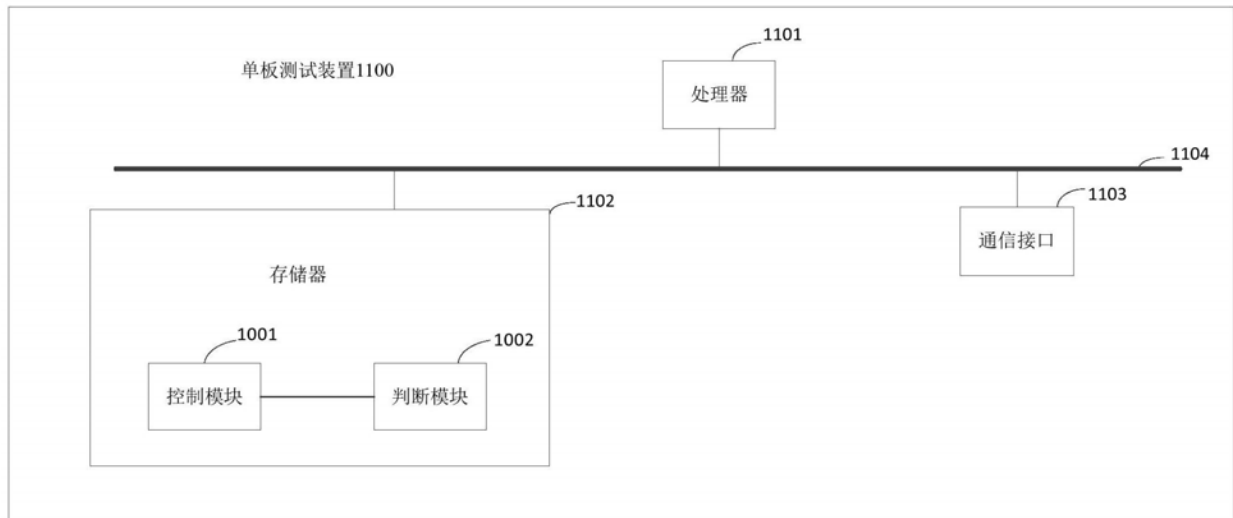 1101
单板测试装置1100
处理器
1104
1102
1103
通信接口
存储器
1001
1002
控制模块
判断模块